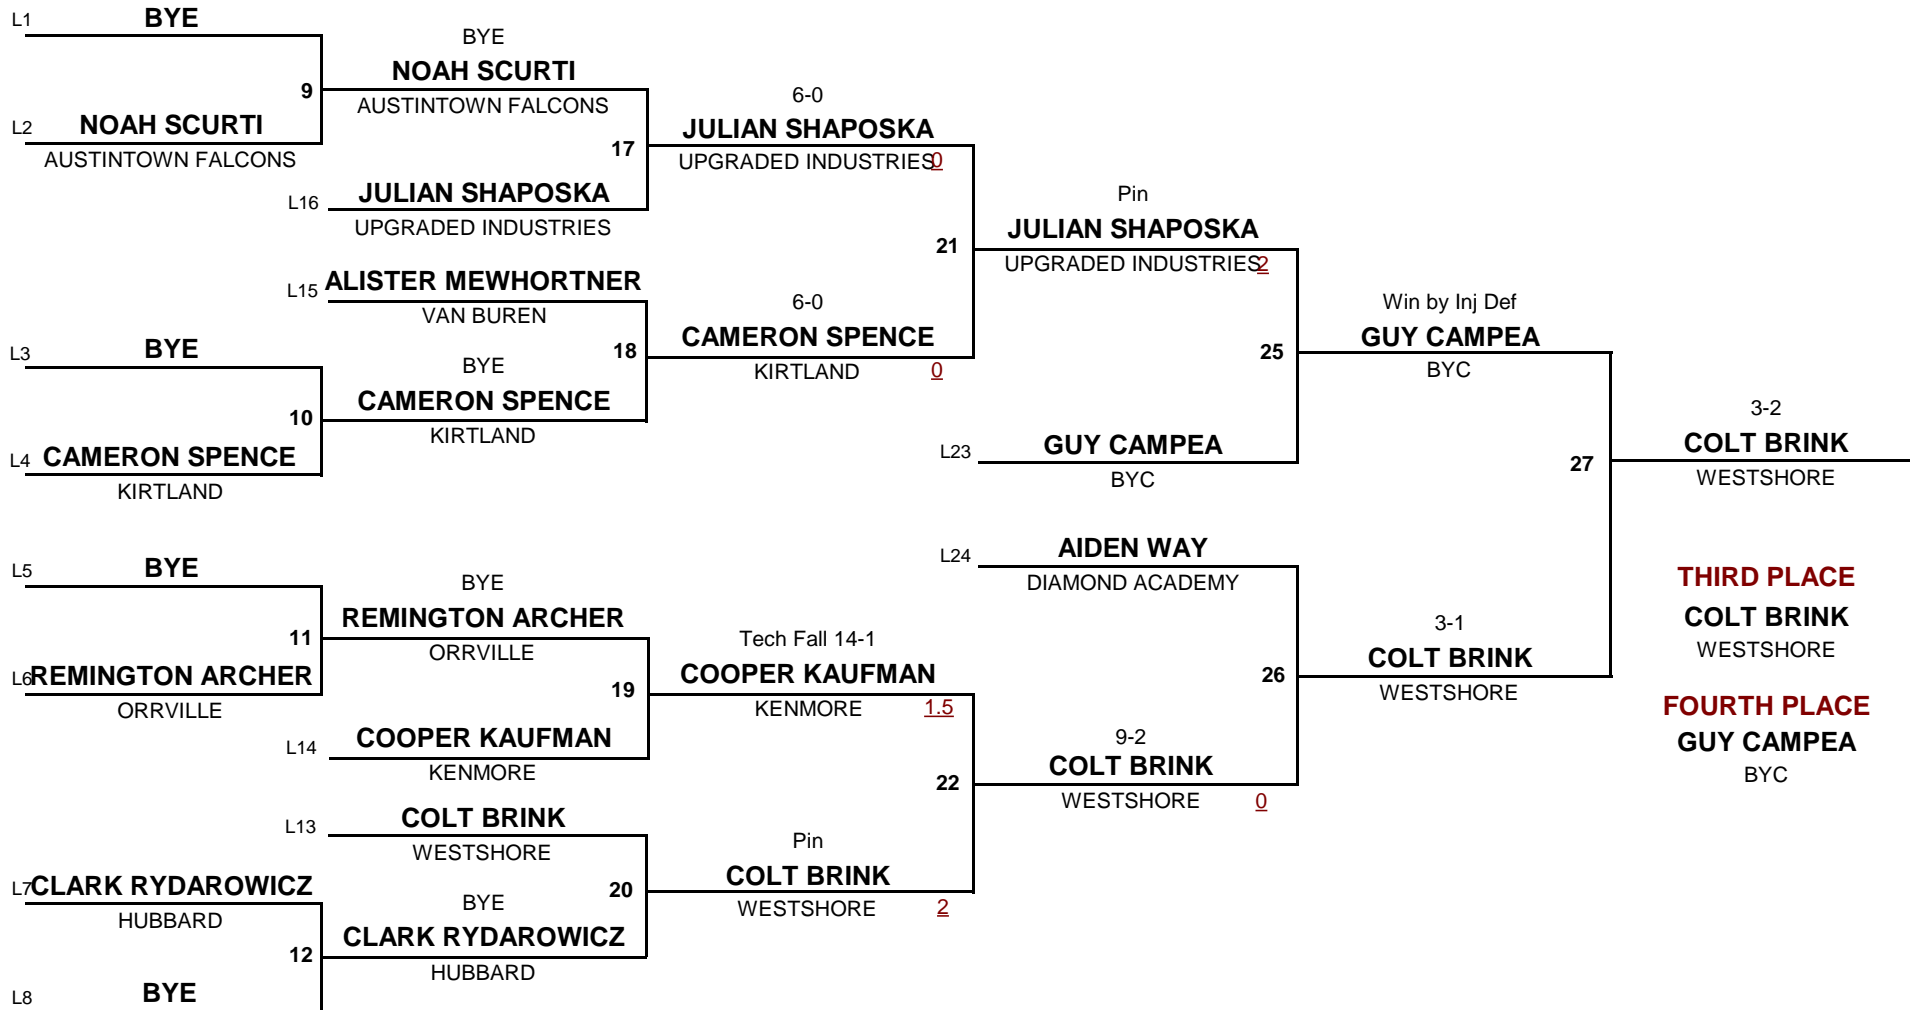 L1 BYE
BYE
NOAH SCURTI
9
AUSTINTOWN FALCONS
L2 NOAH SCURTI
AUSTINTOWN FALCONS
6-0
JULIAN SHAPOSKA
17
UPGRADED INDUSTRIES 0
L16 JULIAN SHAPOSKA
UPGRADED INDUSTRIES
Pin
JULIAN SHAPOSKA
21
UPGRADED INDUSTRIES 2
L15 ALISTER MEWHORTNER
VAN BUREN
6-0
CAMERON SPENCE
18
KIRTLAND 0
L3 BYE
BYE
CAMERON SPENCE
10
KIRTLAND
L4 CAMERON SPENCE
KIRTLAND
Win by Inj Def
GUY CAMPEA
25
BYC
L23 GUY CAMPEA
BYC
3-2
COLT BRINK
27
WESTSHORE
L24 AIDEN WAY
DIAMOND ACADEMY
L5 BYE
BYE
REMINGTON ARCHER
11
ORRVILLE
L6 REMINGTON ARCHER
ORRVILLE
Tech Fall 14-1
COOPER KAUFMAN
19
KENMORE 1.5
L14 COOPER KAUFMAN
KENMORE
3-1
COLT BRINK
26
WESTSHORE
THIRD PLACE
COLT BRINK
WESTSHORE
FOURTH PLACE
GUY CAMPEA
BYC
9-2
COLT BRINK
22
WESTSHORE 0
L13 COLT BRINK
WESTSHORE
Pin
COLT BRINK
20
WESTSHORE 2
L7 CLARK RYDAROWICZ
HUBBARD
BYE
CLARK RYDAROWICZ
12
HUBBARD
L8 BYE